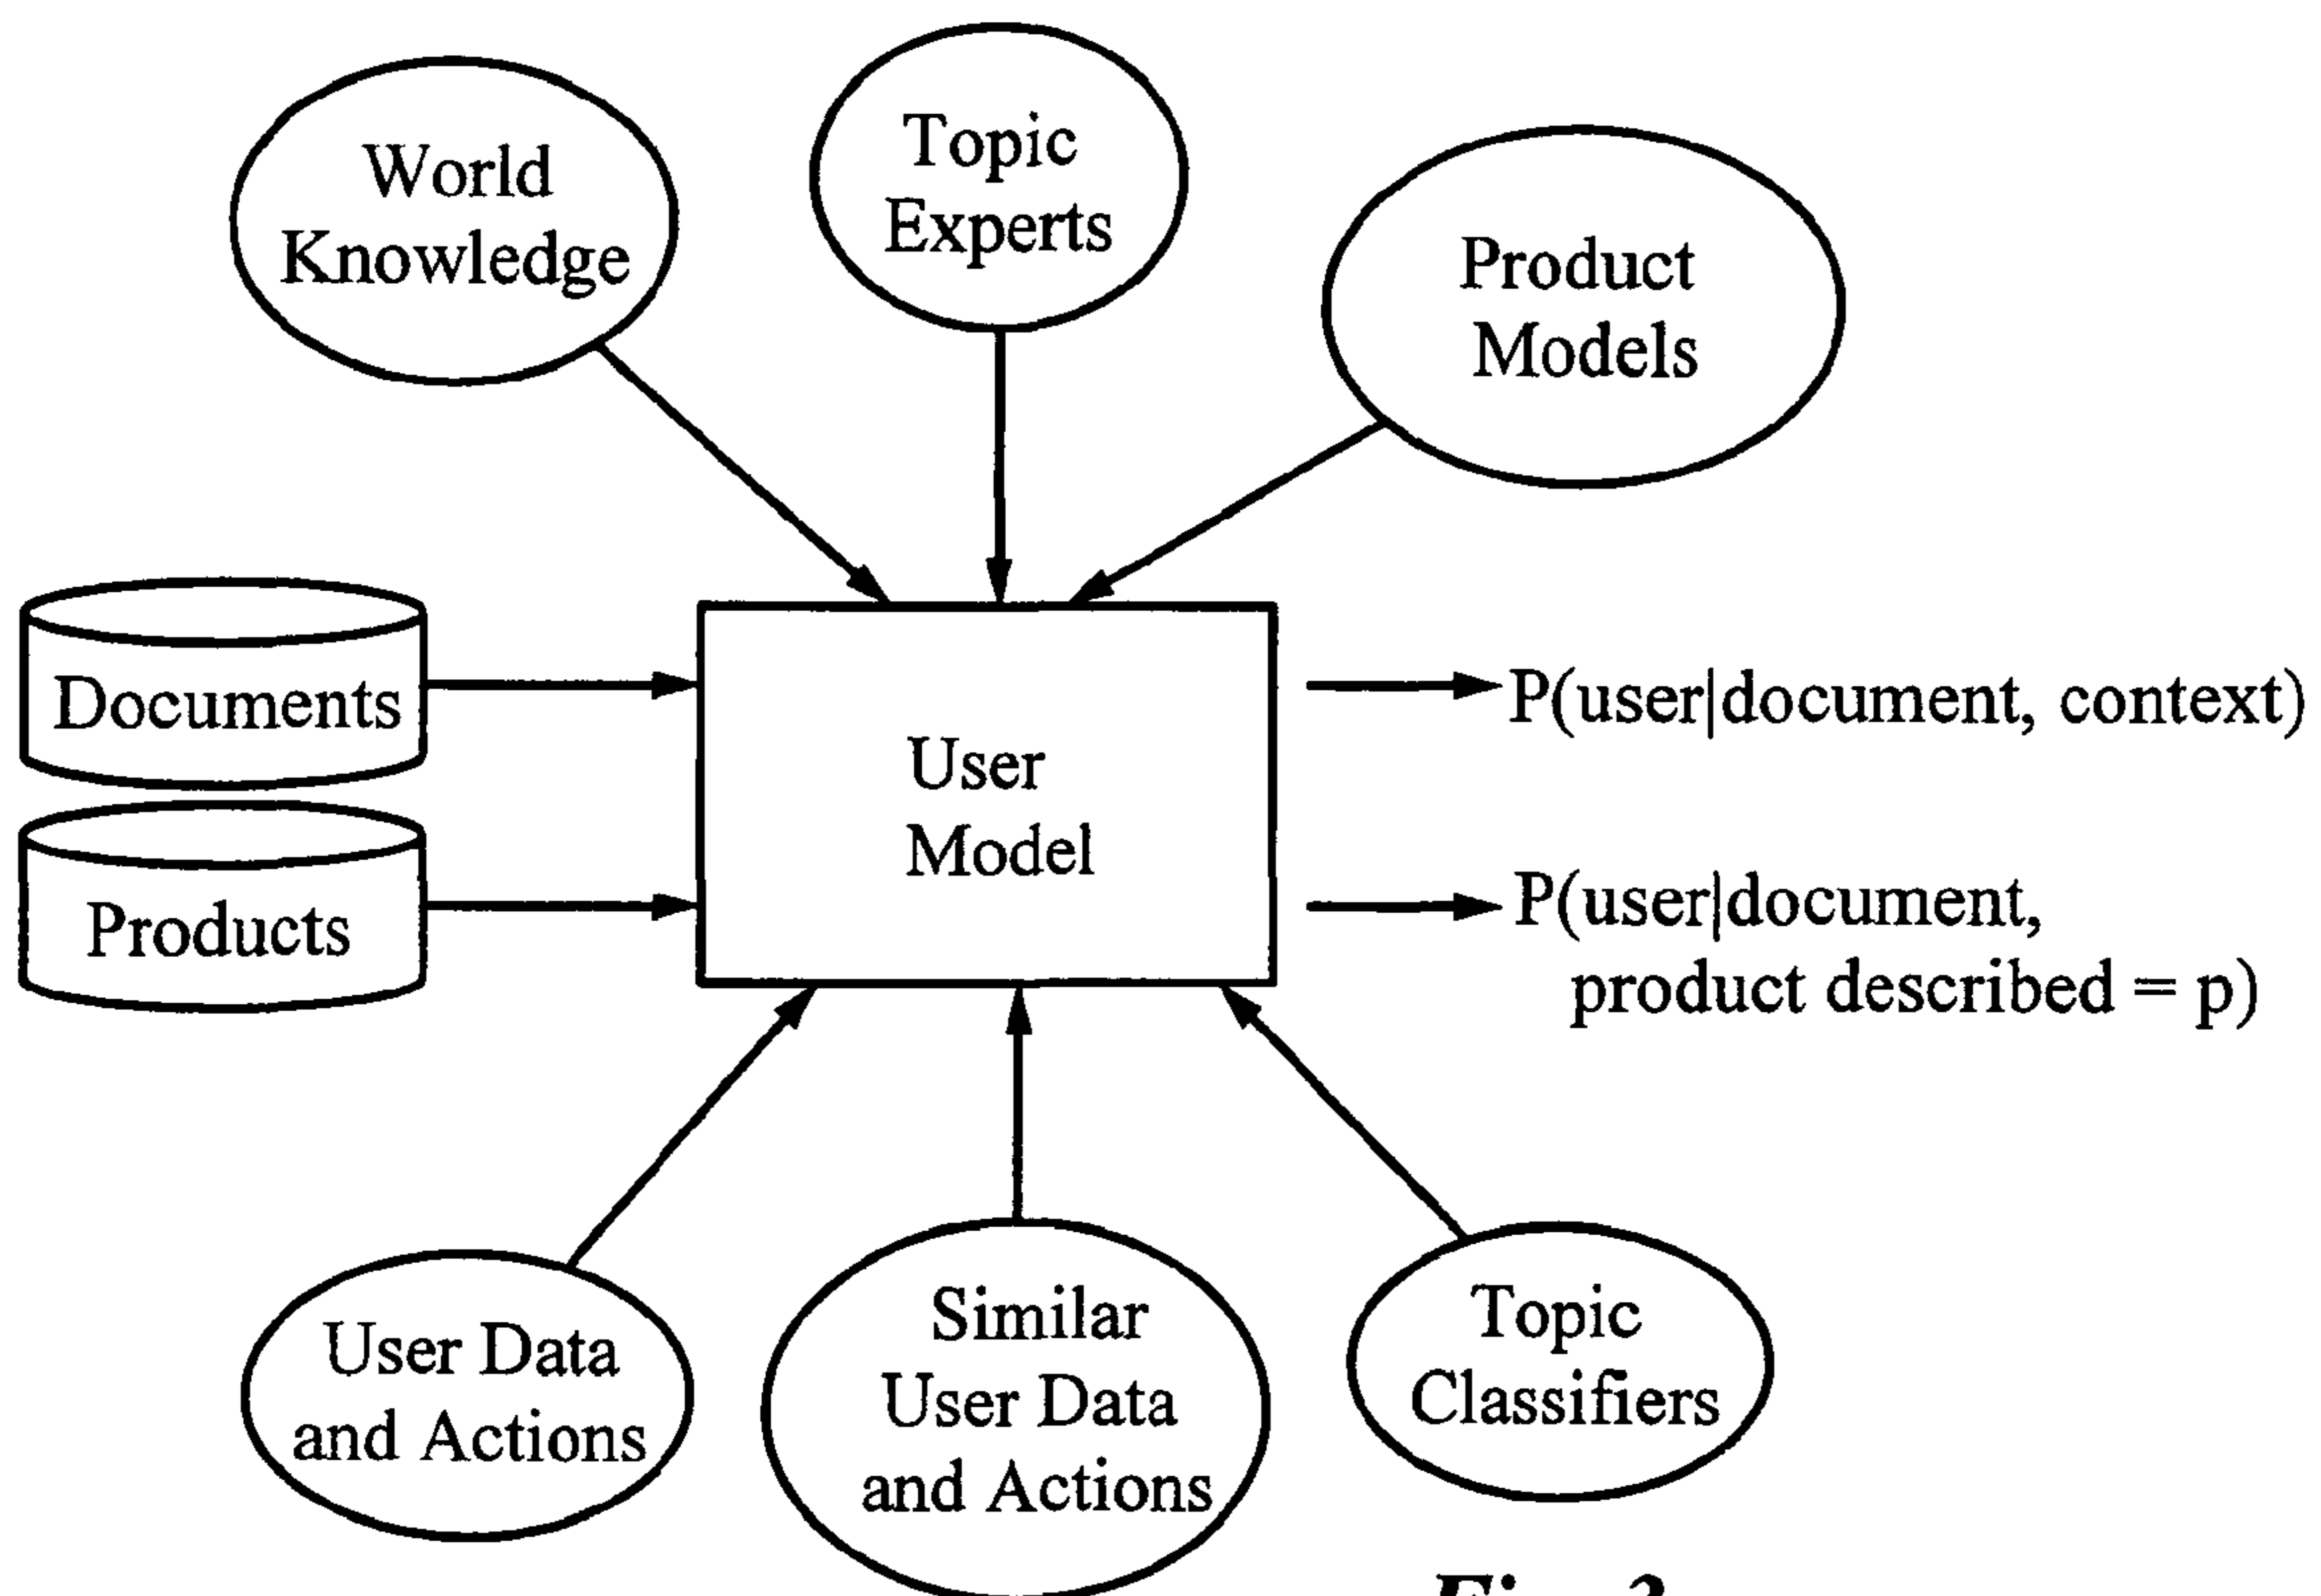 World
Knowledge
Topic
Experts
Product
Models
Documents
Products
User
Model
P(user|document, context)
P(user|document,
product described = p)
User Data
and Actions
Similar
User Data
and Actions
Topic
Classifiers